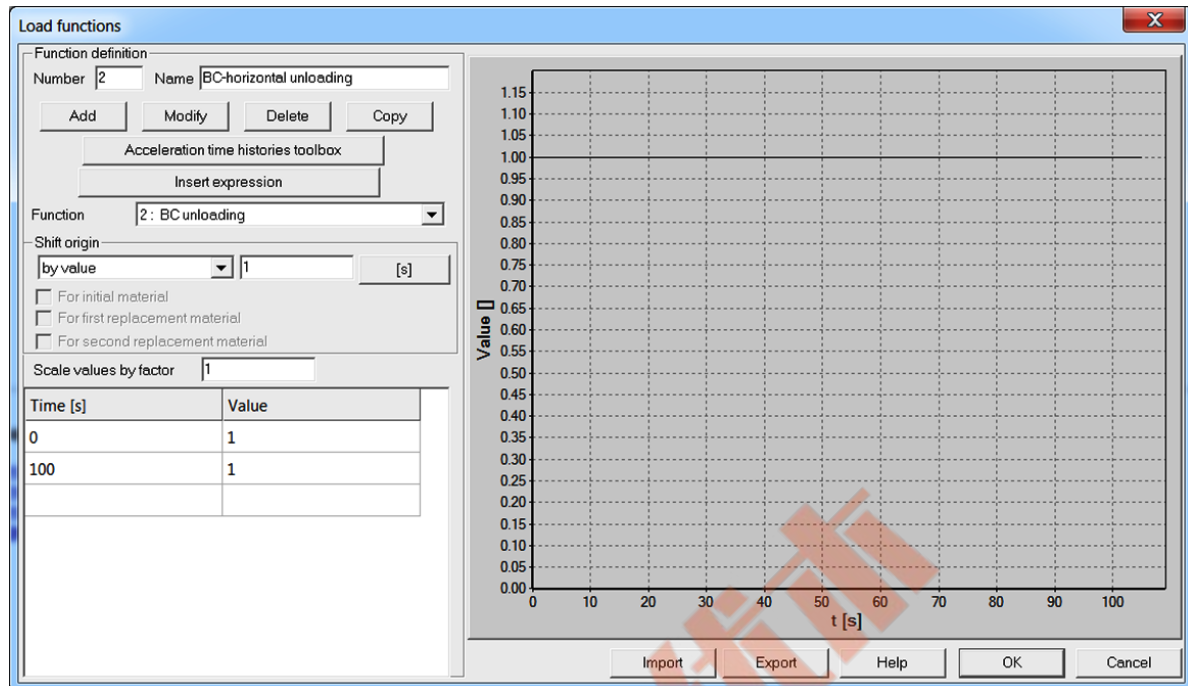 Load functions
Function definition
Number 2 Name BC-horizontal unloading
Add Modify Delete Copy
Acceleration time histories toolbox
Insert expression
Function 2 : BC unloading
Shift origin
by value 1 [s]
For initial material
For first replacement material
For second replacement material
Scale values by factor 1
Time [s] Value
0 1
100 1
Value []
1.15
1.10
1.05
1.00
0.95
0.90
0.85
0.80
0.75
0.70
0.65
0.60
0.55
0.50
0.45
0.40
0.35
0.30
0.25
0.20
0.15
0.10
0.05
0.00
0 10 20 30 40 50 60 70 80 90 100
t [s]
Import Export Help OK Cancel